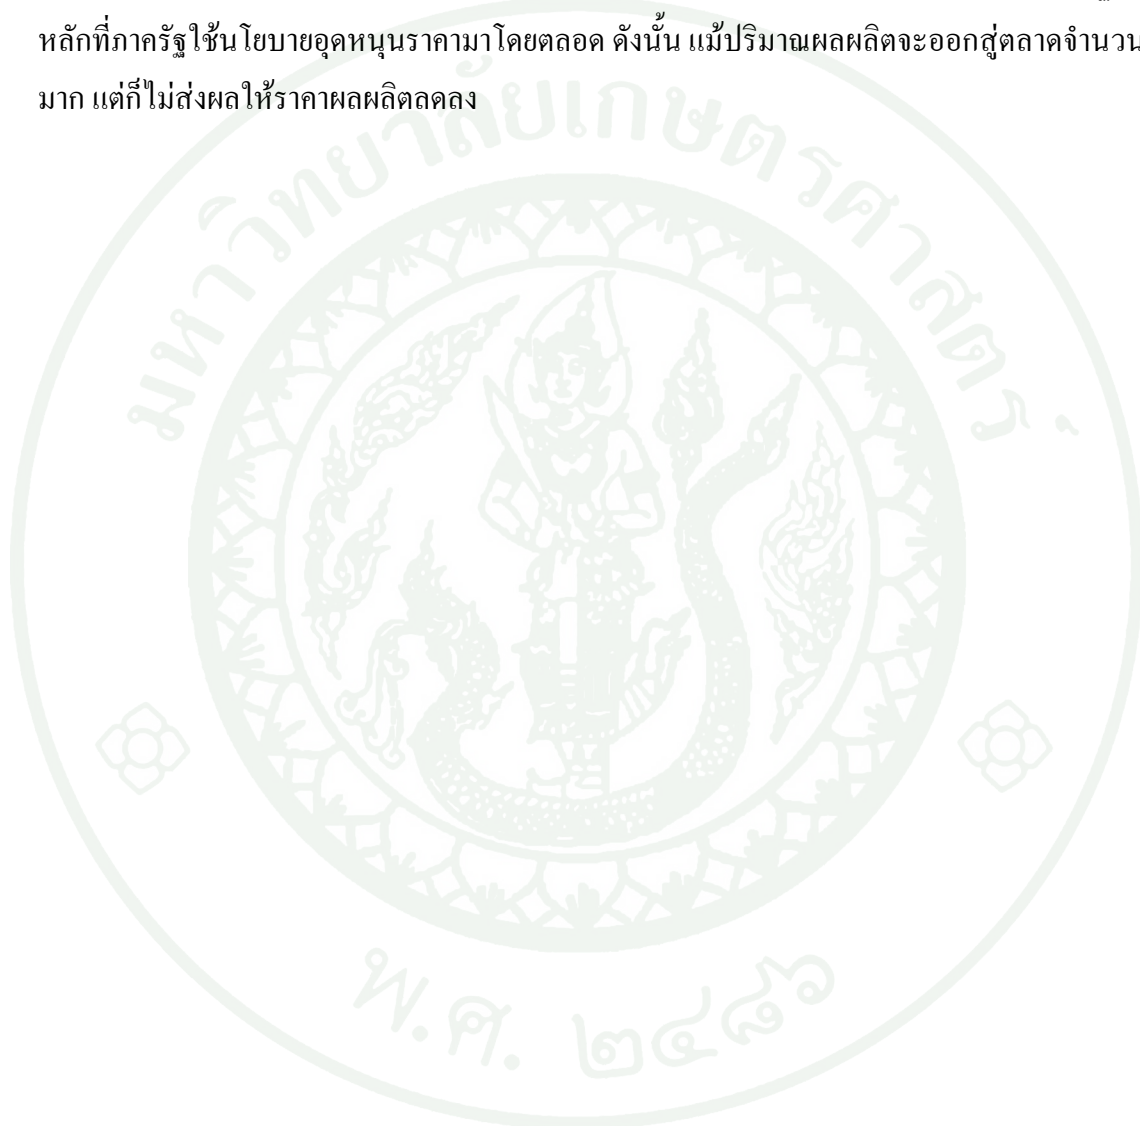 หลักที่ภาครัฐใช้นโยบายอุดหนุนราคามาโดยตลอด ดังนั้น แม้ปริมาณผลผลิตจะออกสู่ตลาดจำนวน
มาก แต่ก็ไม่ส่งผลให้ราคาผลผลิตลดลง
มหาวิทยาลัยเกษตรศาสตร์
พ.ศ. ๒๔๘๖